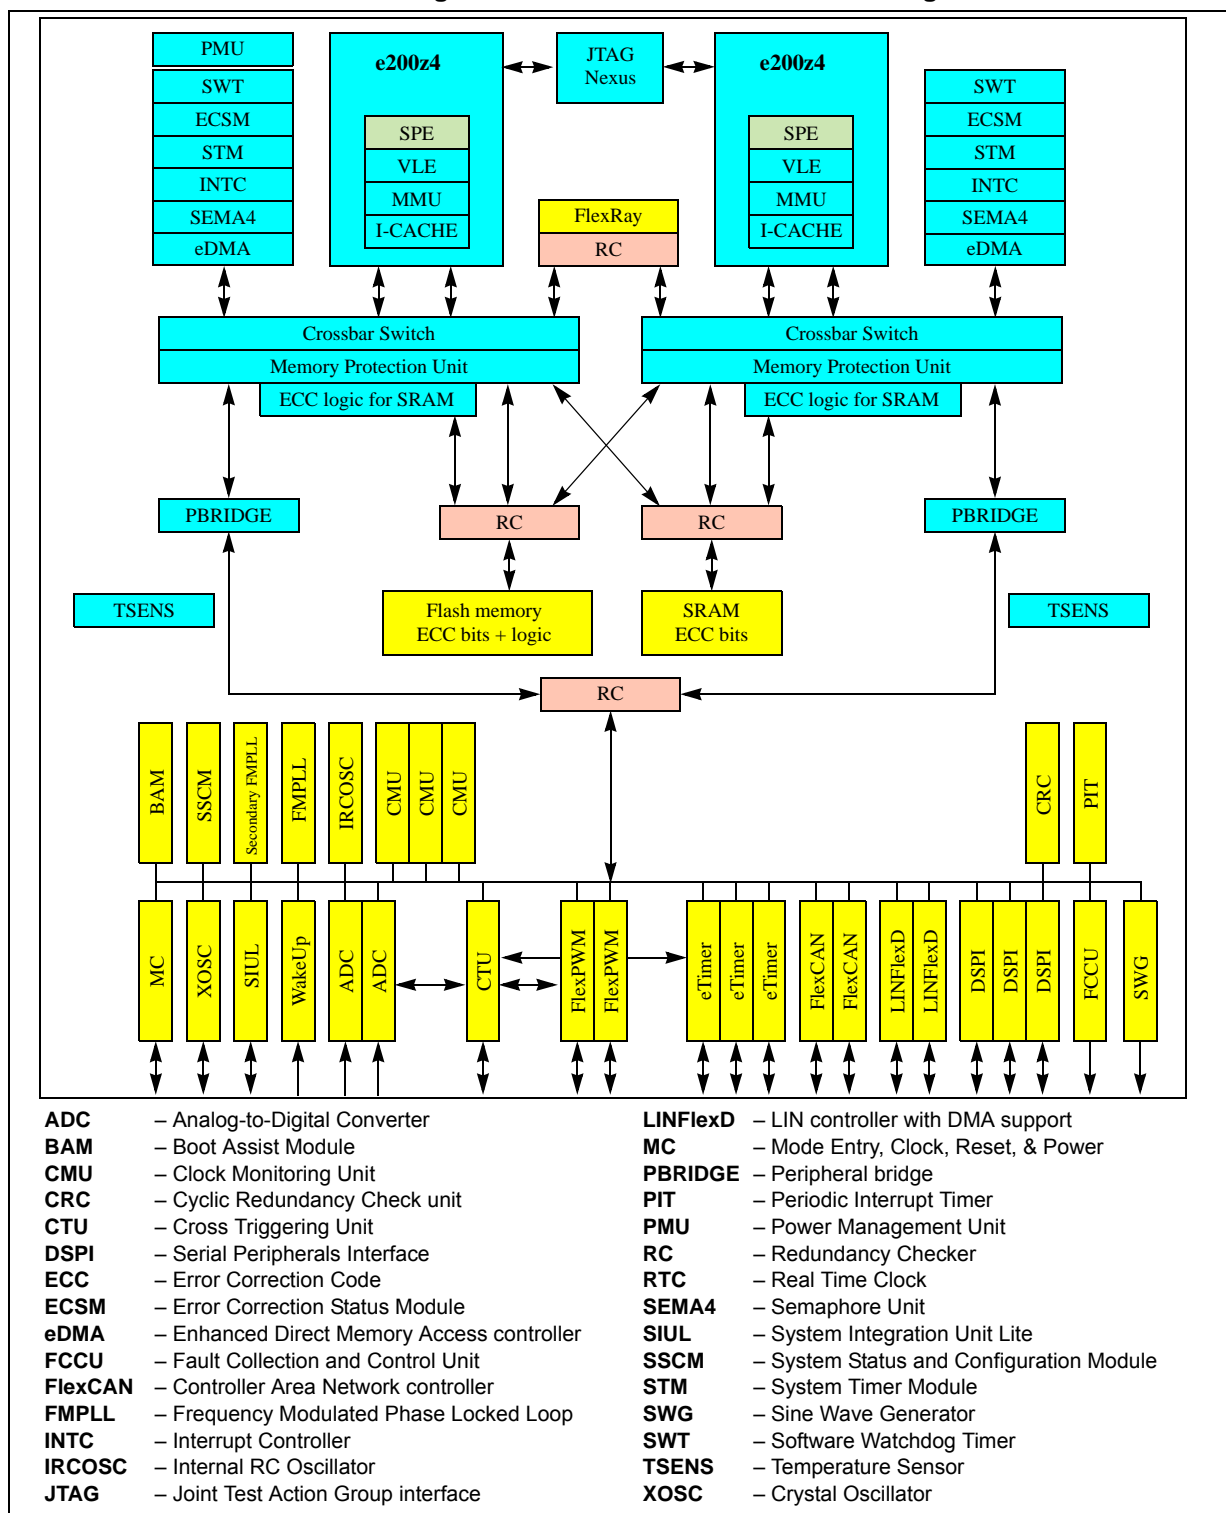 PMU
SWT
ECSM
STM
INTC
SEMA4
eDMA
e200z4
SPE
VLE
MMU
I-CACHE
JTAG
Nexus
FlexRay
RC
e200z4
SPE
VLE
MMU
I-CACHE
SWT
ECSM
STM
INTC
SEMA4
eDMA
Crossbar Switch
Memory Protection Unit
ECC logic for SRAM
Crossbar Switch
Memory Protection Unit
ECC logic for SRAM
PBRIDGE
RC
RC
PBRIDGE
TSENS
Flash memory
ECC bits + logic
SRAM
ECC bits
TSENS
RC
BAM
SSCM
Secondary FMPLL
FMPLL
IRCOSC
CMU
CMU
CMU
CRC
PIT
MC
XOSC
SIUL
WakeUp
ADC
ADC
CTU
FlexPWM
FlexPWM
eTimer
eTimer
eTimer
FlexCAN
FlexCAN
LINFlexD
LINFlexD
DSPI
DSPI
DSPI
FCCU
SWG
ADC – Analog-to-Digital Converter
BAM – Boot Assist Module
CMU – Clock Monitoring Unit
CRC – Cyclic Redundancy Check unit
CTU – Cross Triggering Unit
DSPI – Serial Peripherals Interface
ECC – Error Correction Code
ECSM – Error Correction Status Module
eDMA – Enhanced Direct Memory Access controller
FCCU – Fault Collection and Control Unit
FlexCAN – Controller Area Network controller
FMPLL – Frequency Modulated Phase Locked Loop
INTC – Interrupt Controller
IRCOSC – Internal RC Oscillator
JTAG – Joint Test Action Group interface
LINFlexD – LIN controller with DMA support
MC – Mode Entry, Clock, Reset, & Power
PBRIDGE – Peripheral bridge
PIT – Periodic Interrupt Timer
PMU – Power Management Unit
RC – Redundancy Checker
RTC – Real Time Clock
SEMA4 – Semaphore Unit
SIUL – System Integration Unit Lite
SSCM – System Status and Configuration Module
STM – System Timer Module
SWG – Sine Wave Generator
SWT – Software Watchdog Timer
TSENS – Temperature Sensor
XOSC – Crystal Oscillator